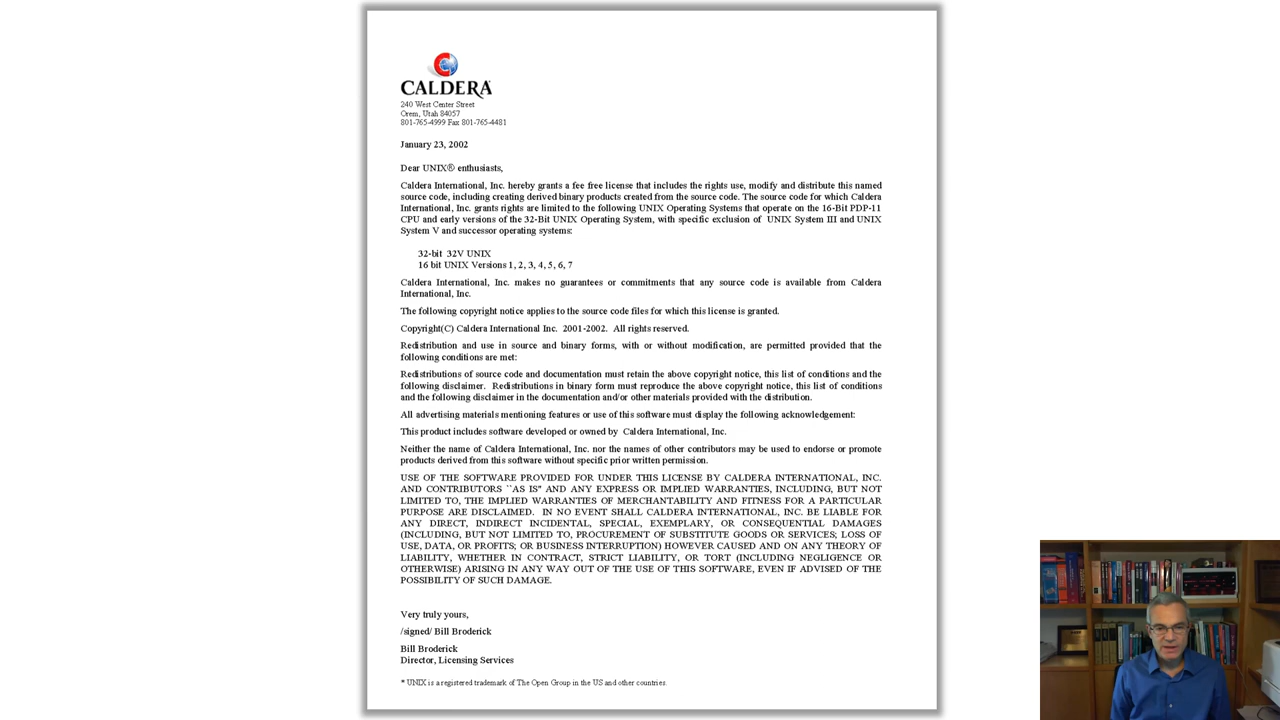 CALDERA
240 West Center Street
Orem, Utah 84057
801-765-4999 Fax 801-765-4481
January 23, 2002
Dear UNIX® enthusiasts,
Caldera International, Inc. hereby grants a fee free license that includes the rights use, modify and distribute this named
source code, including creating derived binary products created from the source code. The source code for which Caldera
International, Inc. grants rights are limited to the following UNIX Operating Systems that operate on the 16-Bit PDP-11
CPU and early versions of the 32-Bit UNIX Operating System, with specific exclusion of UNIX System III and UNIX
System V and successor operating systems:
32-bit 32V UNIX
16 bit UNIX Versions 1, 2, 3, 4, 5, 6, 7
Caldera International, Inc. makes no guarantees or commitments that any source code is available from Caldera
International, Inc.
The following copyright notice applies to the source code files for which this license is granted.
Copyright(C) Caldera International Inc. 2001-2002. All rights reserved.
Redistribution and use in source and binary forms, with or without modification, are permitted provided that the
following conditions are met:
Redistributions of source code and documentation must retain the above copyright notice, this list of conditions and the
following disclaimer. Redistributions in binary form must reproduce the above copyright notice, this list of conditions
and the following disclaimer in the documentation and/or other materials provided with the distribution.
All advertising materials mentioning features or use of this software must display the following acknowledgement:
This product includes software developed or owned by Caldera International, Inc.
Neither the name of Caldera International, Inc. nor the names of other contributors may be used to endorse or promote
products derived from this software without specific prior written permission.
USE OF THE SOFTWARE PROVIDED FOR UNDER THIS LICENSE BY CALDERA INTERNATIONAL, INC.
AND CONTRIBUTORS ``AS IS'' AND ANY EXPRESS OR IMPLIED WARRANTIES, INCLUDING, BUT NOT
LIMITED TO, THE IMPLIED WARRANTIES OF MERCHANTABILITY AND FITNESS FOR A PARTICULAR
PURPOSE ARE DISCLAIMED. IN NO EVENT SHALL CALDERA INTERNATIONAL, INC. BE LIABLE FOR
ANY DIRECT, INDIRECT INCIDENTAL, SPECIAL, EXEMPLARY, OR CONSEQUENTIAL DAMAGES
(INCLUDING, BUT NOT LIMITED TO, PROCUREMENT OF SUBSTITUTE GOODS OR SERVICES; LOSS OF
USE, DATA, OR PROFITS; OR BUSINESS INTERRUPTION) HOWEVER CAUSED AND ON ANY THEORY OF
LIABILITY, WHETHER IN CONTRACT, STRICT LIABILITY, OR TORT (INCLUDING NEGLIGENCE OR
OTHERWISE) ARISING IN ANY WAY OUT OF THE USE OF THIS SOFTWARE, EVEN IF ADVISED OF THE
POSSIBILITY OF SUCH DAMAGE.
Very truly yours,
/signed/ Bill Broderick
Bill Broderick
Director, Licensing Services
* UNIX is a registered trademark of The Open Group in the US and other countries.